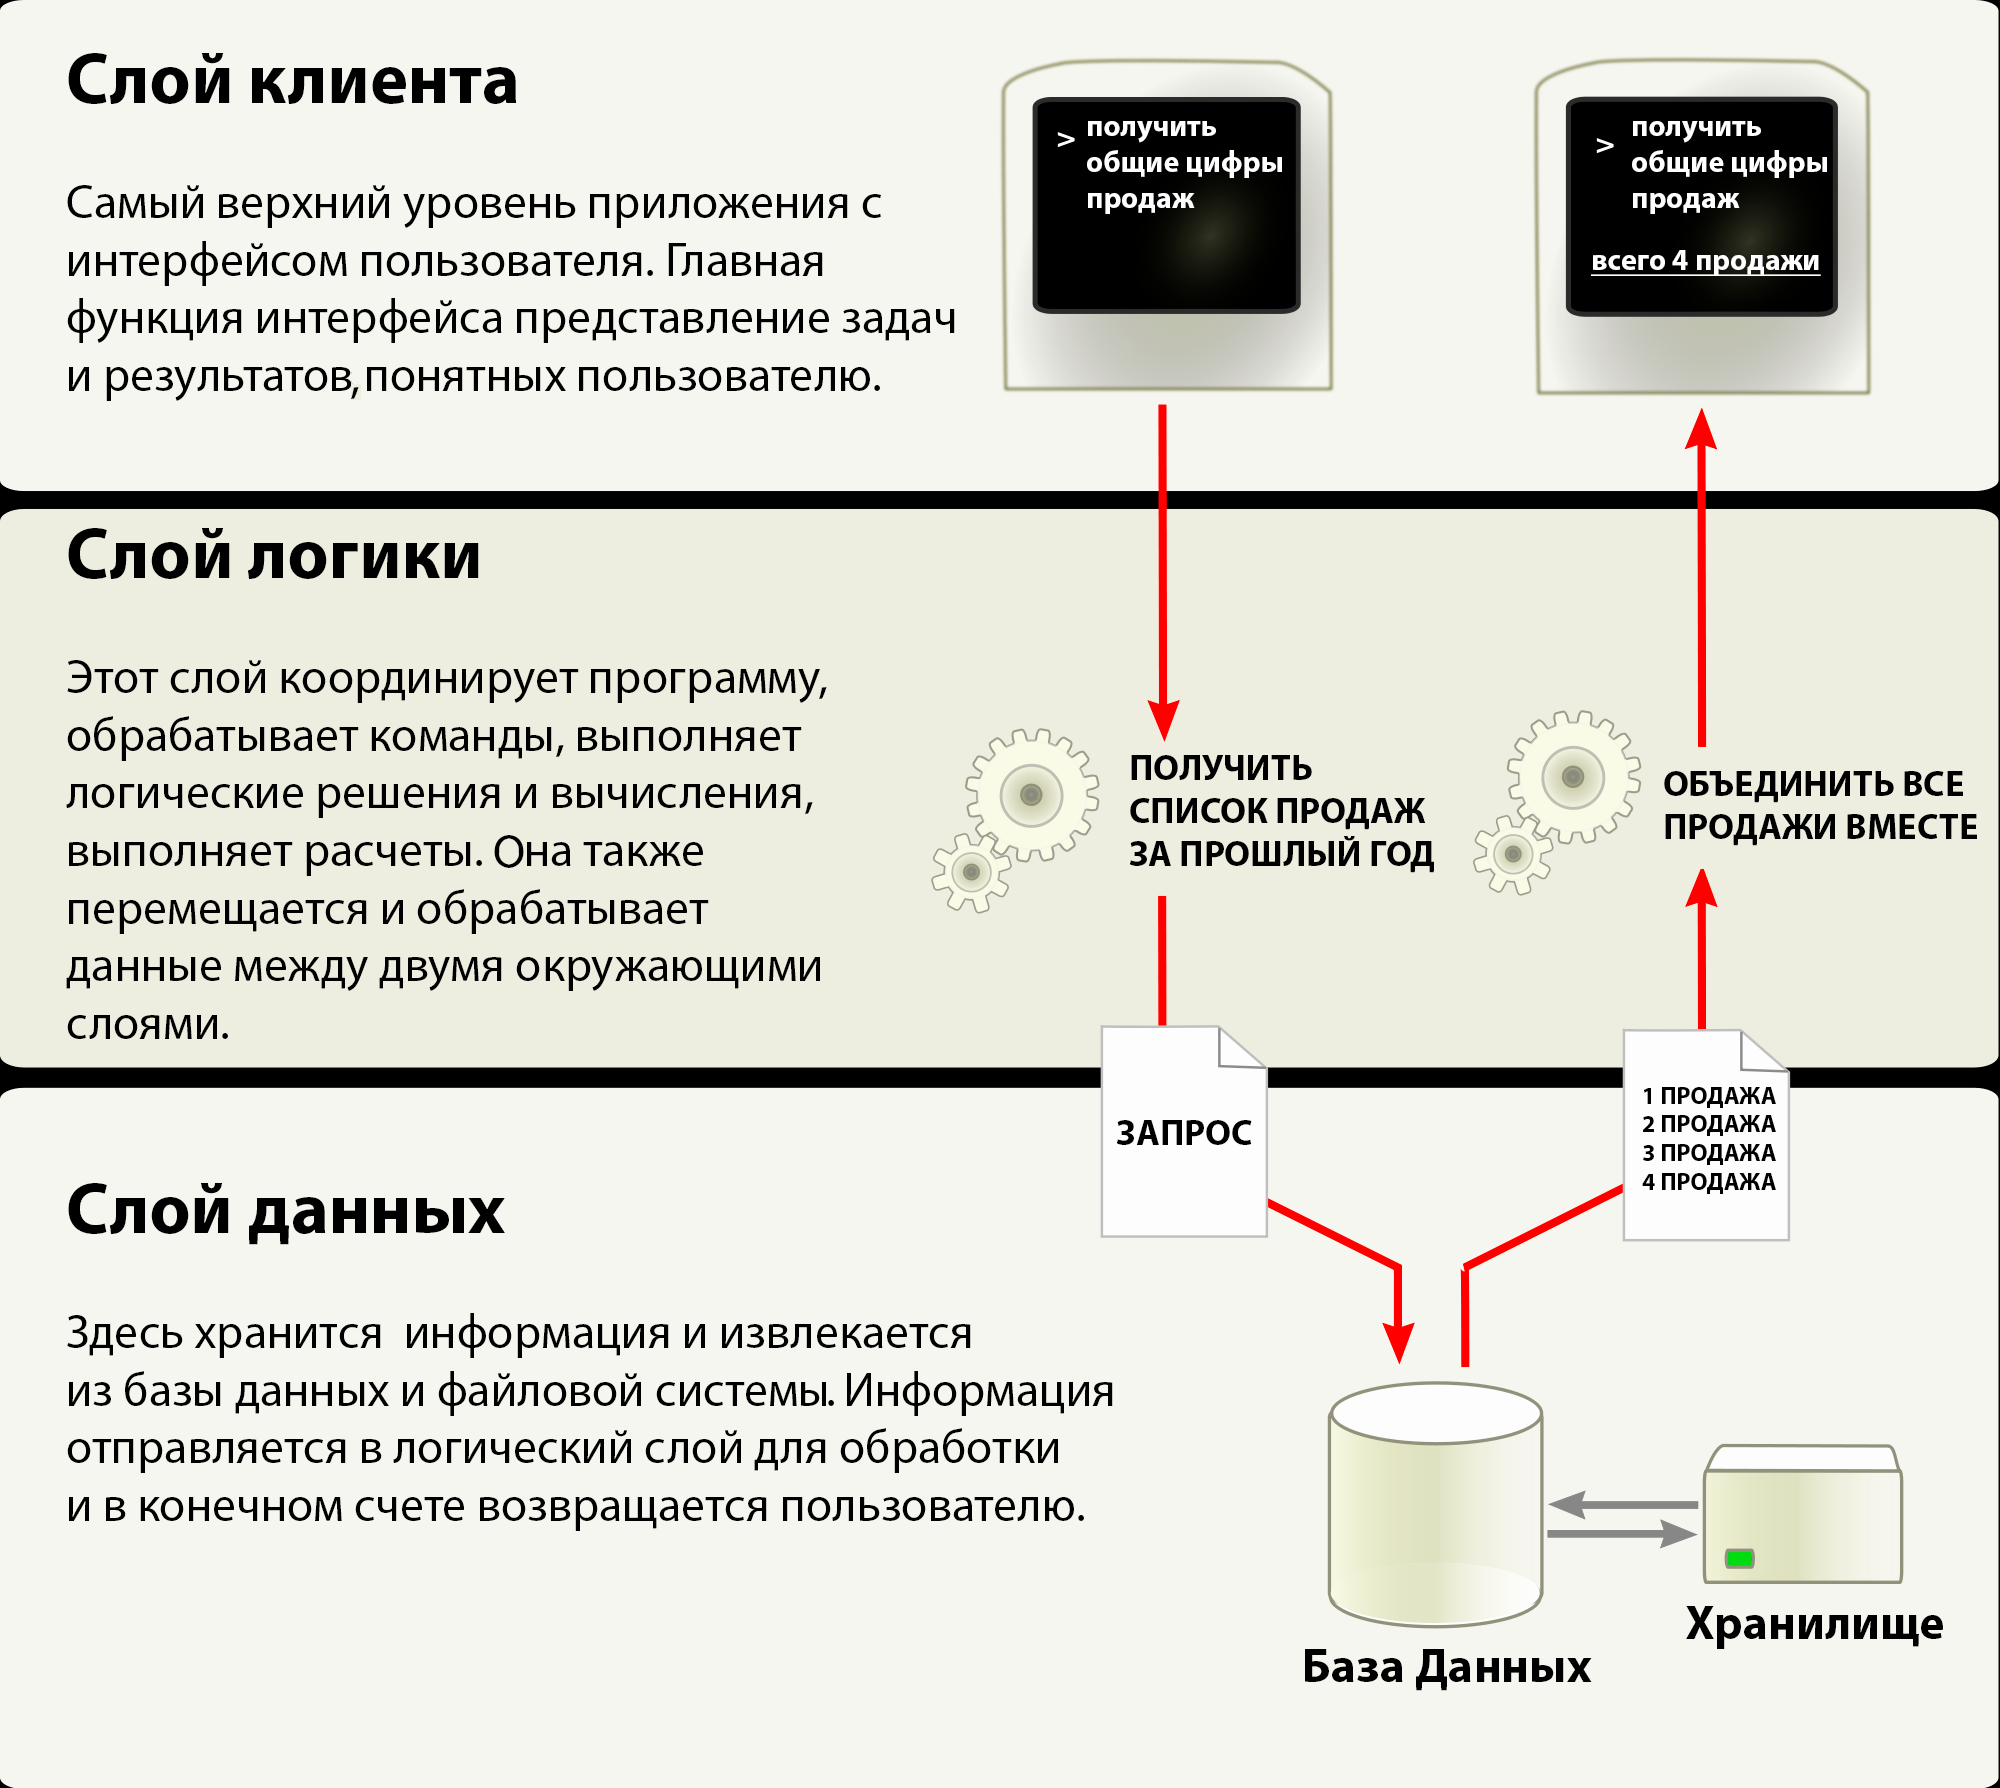 Слой клиента
Самый верхний уровень приложения с
интерфейсом пользователя. Главная
функция интерфейса представление задач
и результатов, понятных пользователю.
> получить
общие цифры
продаж
> получить
общие цифры
продаж
всего 4 продажи
Слой логики
Этот слой координирует программу,
обрабатывает команды, выполняет
логические решения и вычисления,
выполняет расчеты. Она также
перемещается и обрабатывает
данные между двумя окружающими
слоями.
ПОЛУЧИТЬ
СПИСОК ПРОДАЖ
ЗА ПРОШЛЫЙ ГОД
ОБЪЕДИНИТЬ ВСЕ
ПРОДАЖИ ВМЕСТЕ
ЗАПРОС
1 ПРОДАЖА
2 ПРОДАЖА
3 ПРОДАЖА
4 ПРОДАЖА
Слой данных
Здесь хранится информация и извлекается
из базы данных и файловой системы. Информация
отправляется в логический слой для обработки
и в конечном счете возвращается пользователю.
База Данных
Хранилище